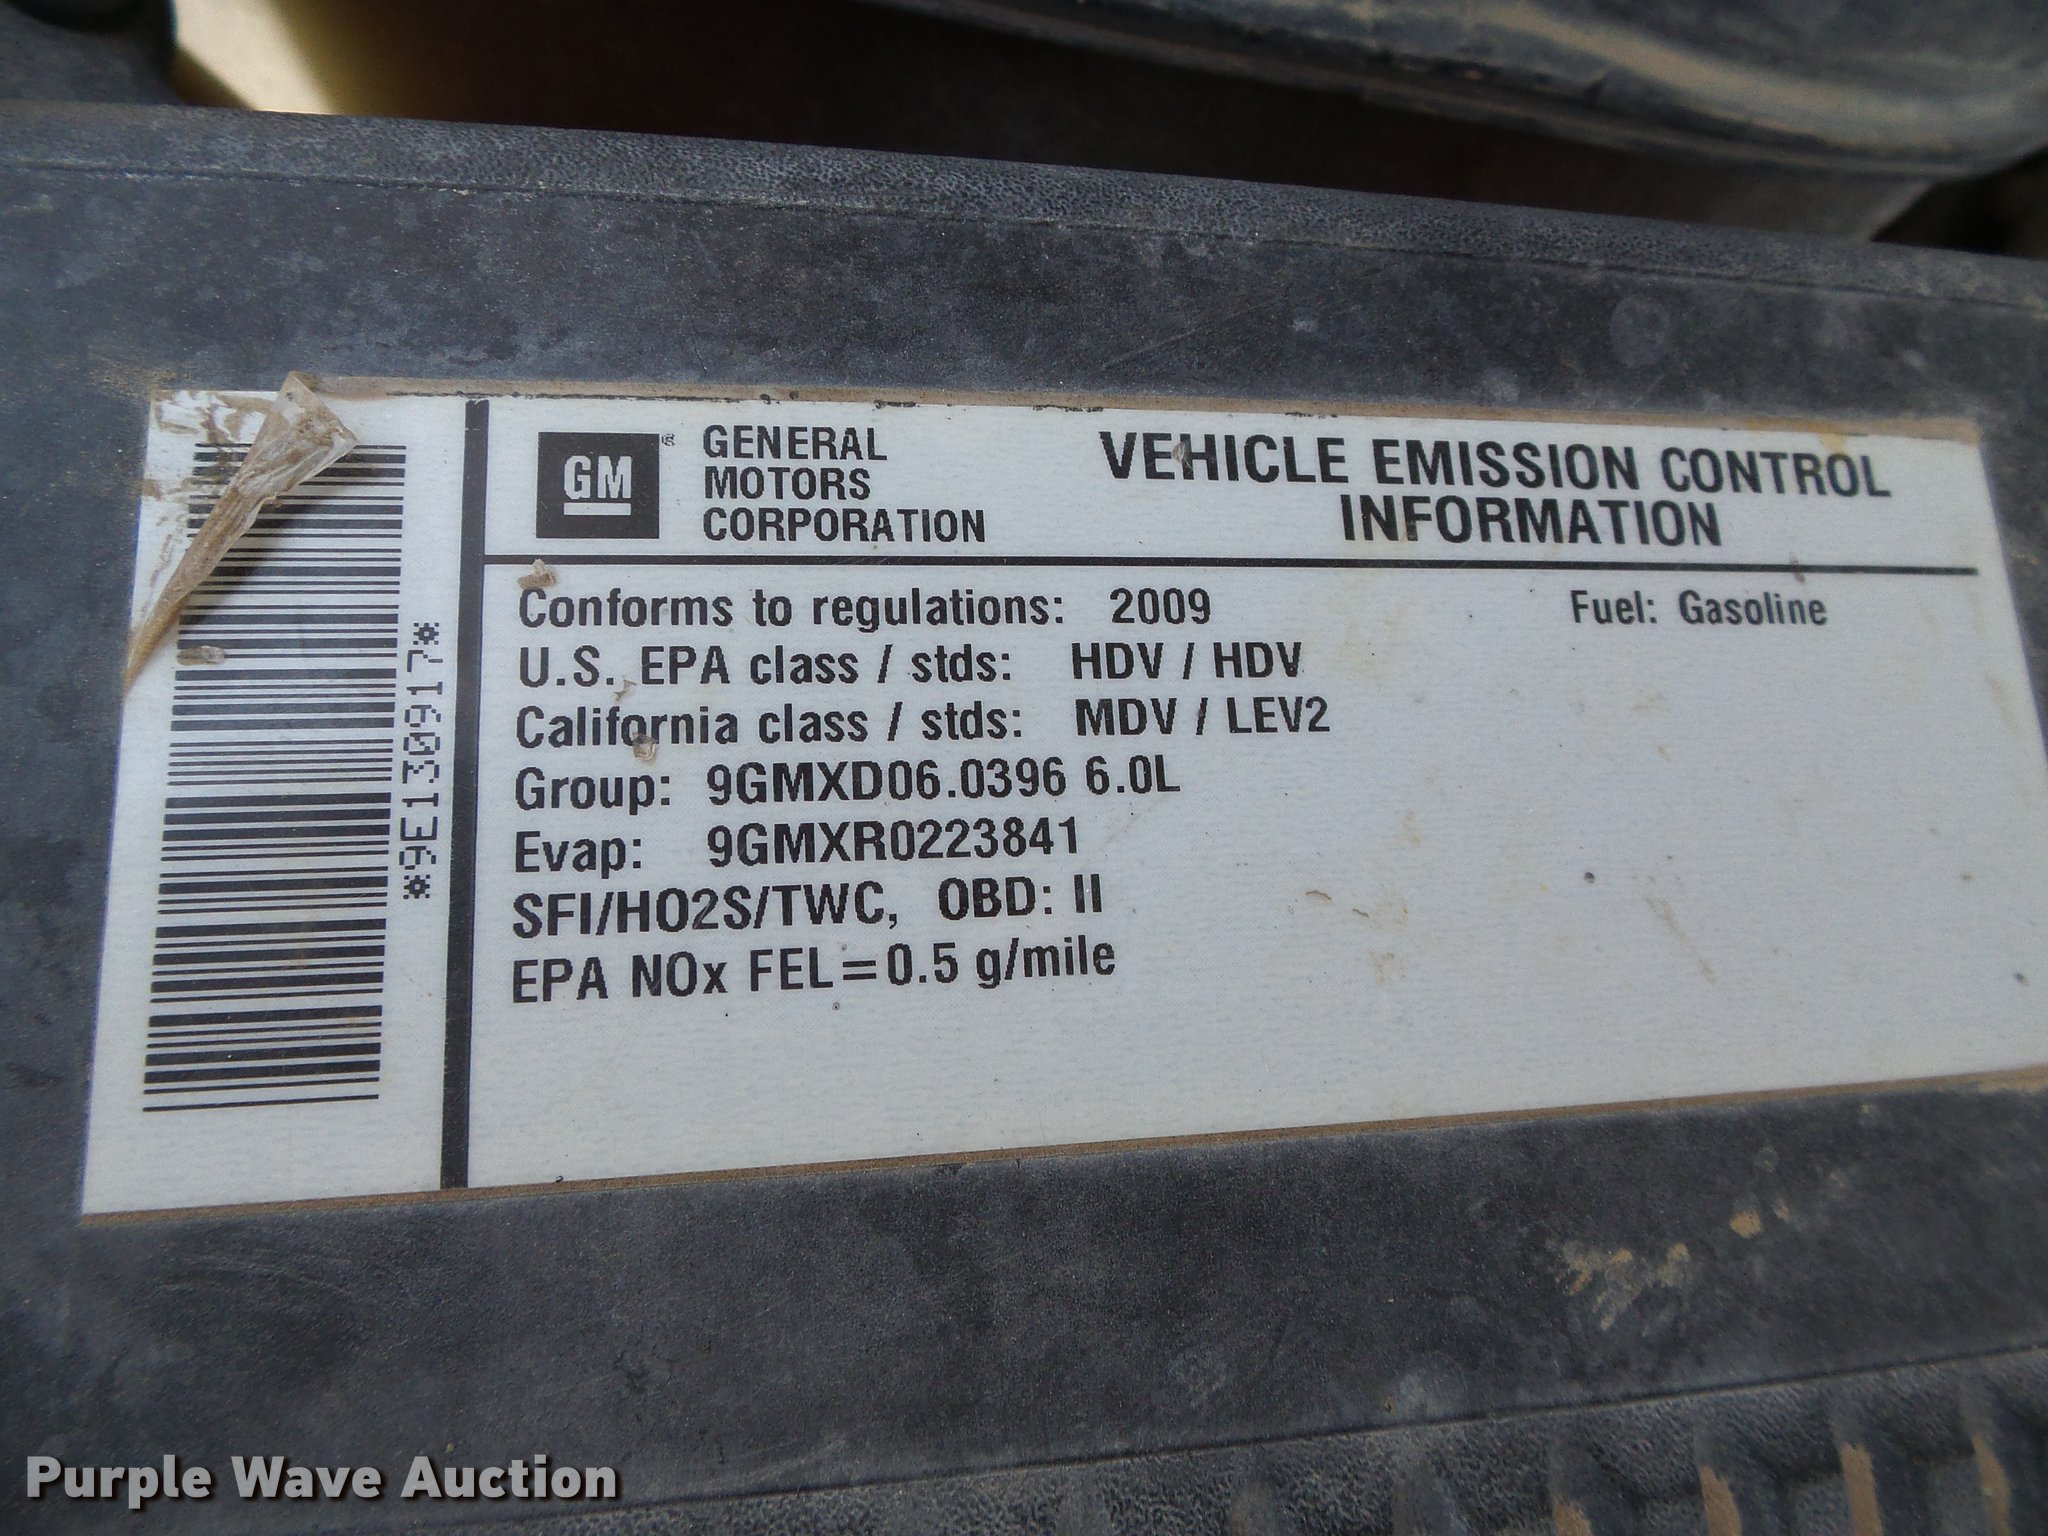 GM
®
GENERAL
MOTORS
CORPORATION
VEHICLE EMISSION CONTROL
INFORMATION
Conforms to regulations: 2009
Fuel: Gasoline
U.S. EPA class / stds: HDV / HDV
California class / stds: MDV / LEV2
Group: 9GMXD06.0396 6.0L
Evap: 9GMXR0223841
SFI/HO2S/TWC, OBD: II
EPA NOx FEL=0.5 g/mile
*9E1309917*
Purple Wave Auction